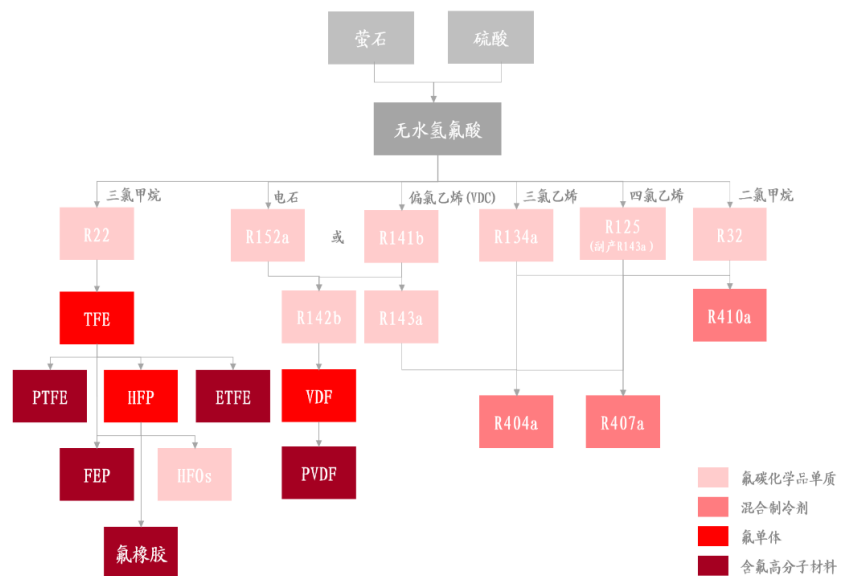 萤石
硫酸
无水氢氟酸
三氯甲烷
电石
偏氯乙烯(VDC)
三氯乙烯
四氯乙烯
二氯甲烷
R22
R152a
或
R141b
R134a
R125
(副产R143a)
R32
TFE
R142b
R143a
R410a
PTFE
HFP
ETFE
VDF
R404a
R407a
FEP
HFOs
PVDF
氟橡胶
氟碳化学品单质
混合制冷剂
氟单体
含氟高分子材料